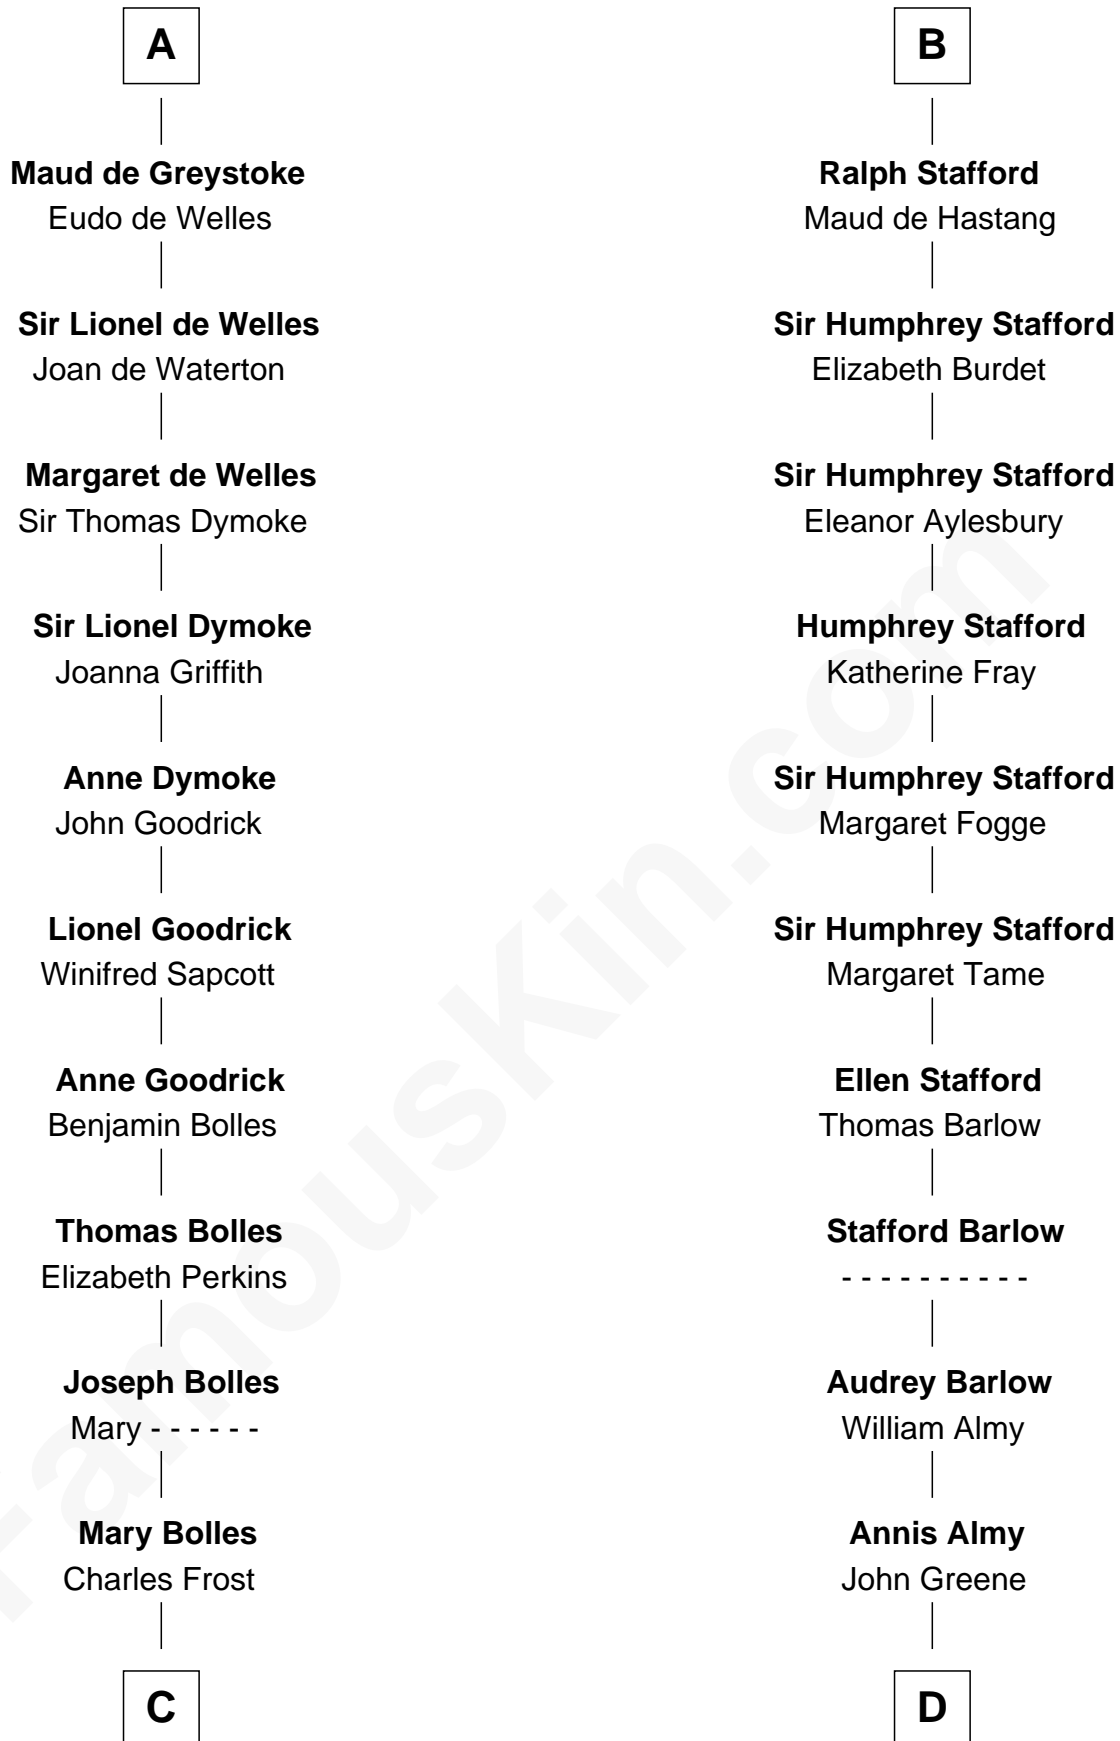 A
Maud de Greystoke
Eudo de Welles
Sir Lionel de Welles
Joan de Waterton
Margaret de Welles
Sir Thomas Dymoke
Sir Lionel Dymoke
Joanna Griffith
Anne Dymoke
John Goodrick
Lionel Goodrick
Winifred Sapcott
Anne Goodrick
Benjamin Bolles
Thomas Bolles
Elizabeth Perkins
Joseph Bolles
Mary - - - - - -
Mary Bolles
Charles Frost
C
B
Ralph Stafford
Maud de Hastang
Sir Humphrey Stafford
Elizabeth Burdet
Sir Humphrey Stafford
Eleanor Aylesbury
Humphrey Stafford
Katherine Fray
Sir Humphrey Stafford
Margaret Fogge
Sir Humphrey Stafford
Margaret Tame
Ellen Stafford
Thomas Barlow
Stafford Barlow
- - - - - - - - - -
Audrey Barlow
William Almy
Annis Almy
John Greene
D
FamousKin.com